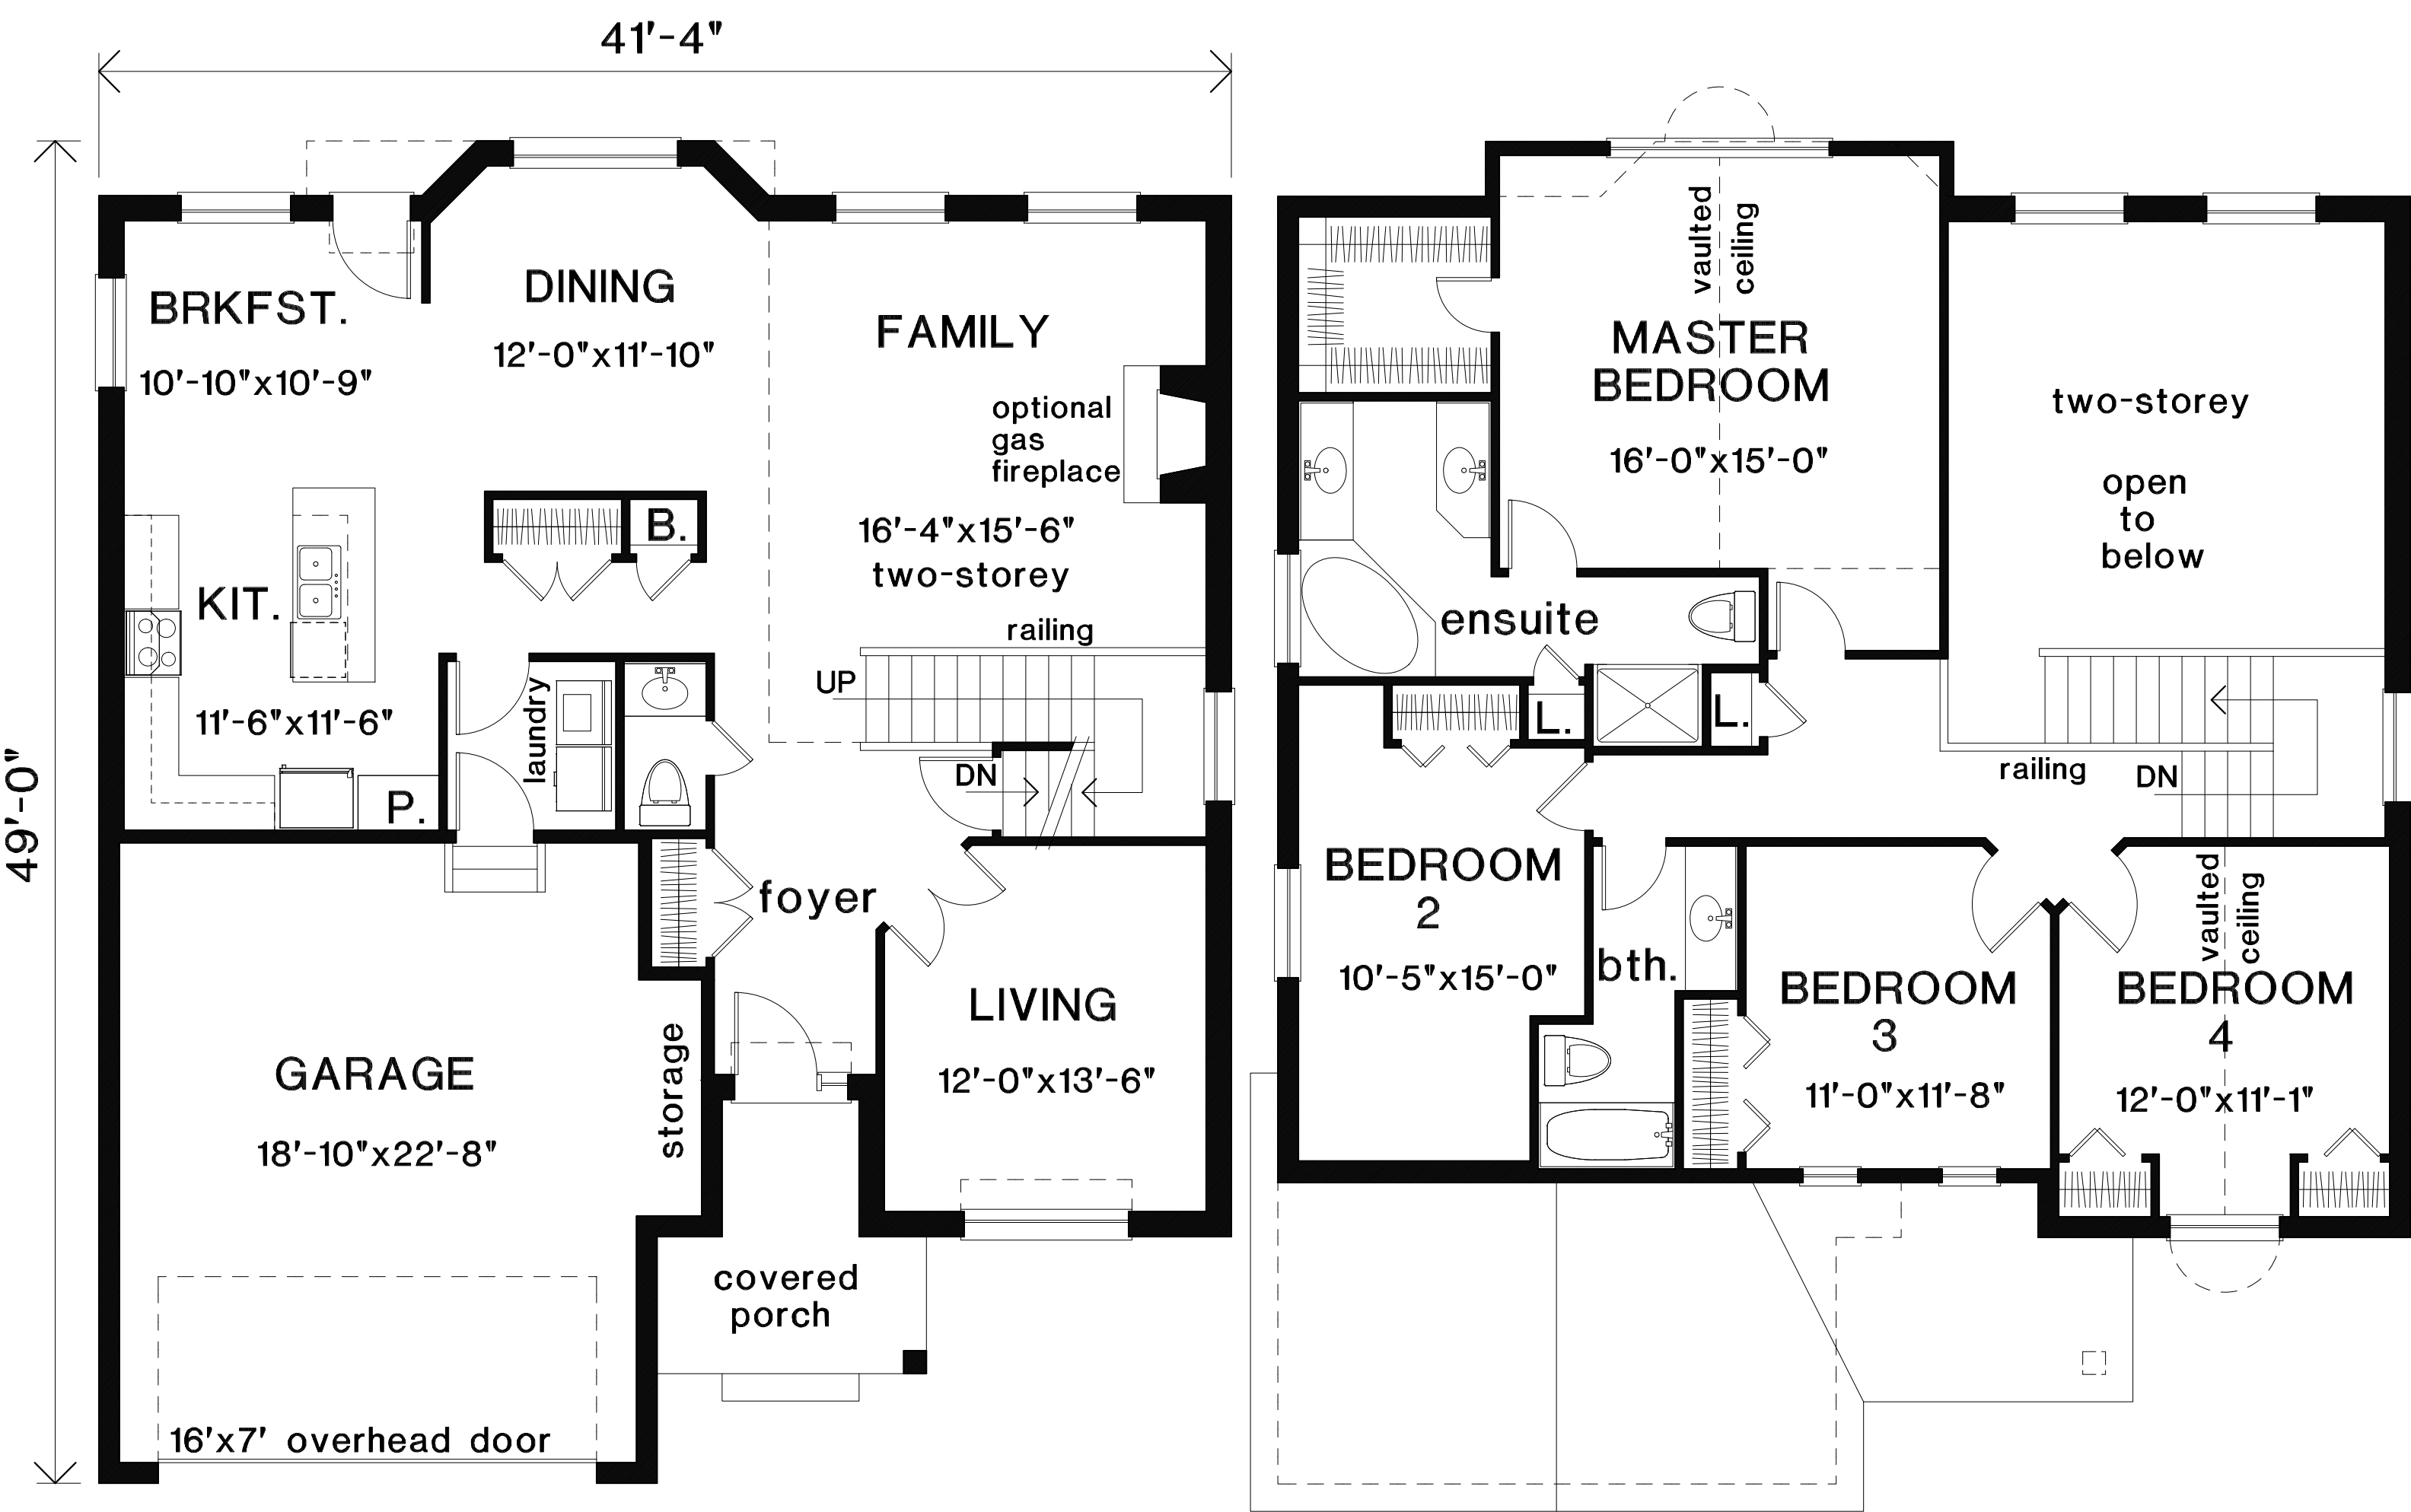 41'-4"
49'-0"
BRKFST.
10'-10"x10'-9"
DINING
12'-0"x11'-10"
FAMILY
optional
gas
fireplace
16'-4"x15'-6"
two-storey
railing
B.
KIT.
11'-6"x11'-6"
P.
laundry
UP
DN
foyer
LIVING
12'-0"x13'-6"
GARAGE
18'-10"x22'-8"
storage
covered
porch
16'x7' overhead door
vaulted
ceiling
MASTER
BEDROOM
16'-0"x15'-0"
two-storey
open
to
below
ensuite
L.
L.
railing
DN
BEDROOM
2
10'-5"x15'-0"
bth.
BEDROOM
3
11'-0"x11'-8"
vaulted
ceiling
BEDROOM
4
12'-0"x11'-1"